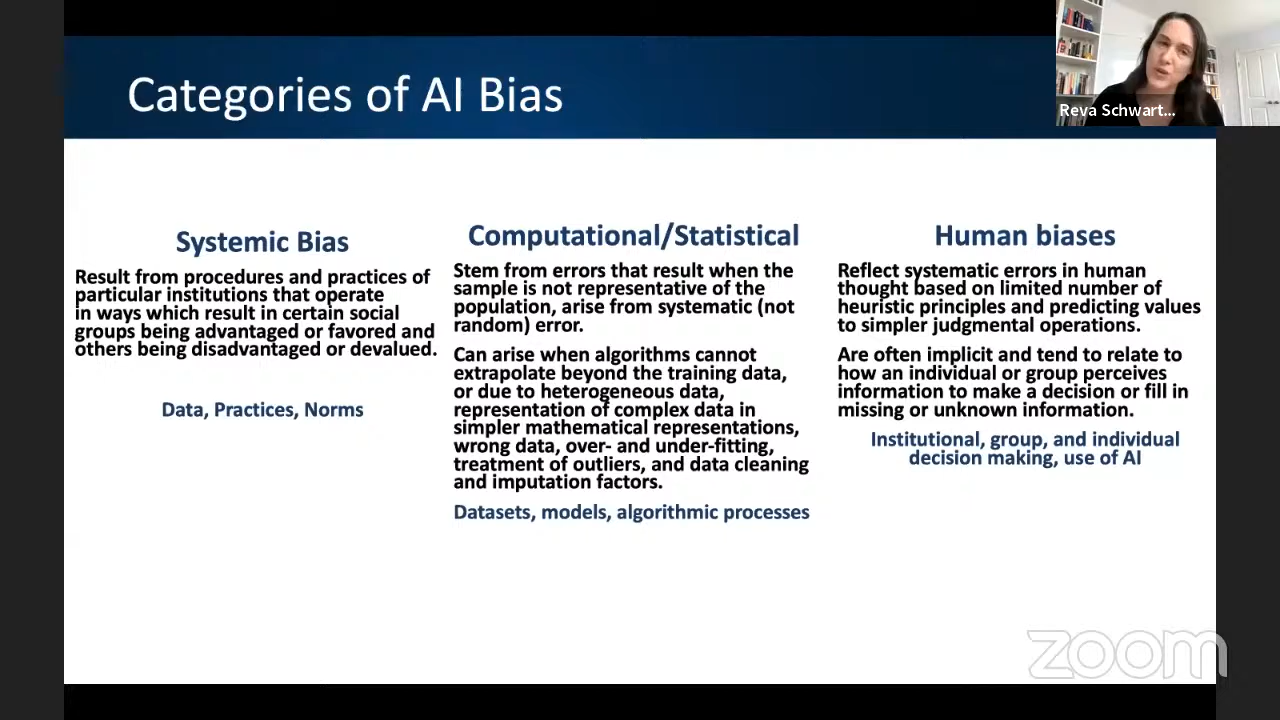 Categories of AI Bias
Reva Schwart...
Systemic Bias
Result from procedures and practices of
particular institutions that operate
in ways which result in certain social
groups being advantaged or favored and
others being disadvantaged or devalued.
Data, Practices, Norms
Computational/Statistical
Stem from errors that result when the
sample is not representative of the
population, arise from systematic (not
random) error.
Can arise when algorithms cannot
extrapolate beyond the training data,
or due to heterogeneous data,
representation of complex data in
simpler mathematical representations,
wrong data, over- and under-fitting,
treatment of outliers, and data cleaning
and imputation factors.
Datasets, models, algorithmic processes
Human biases
Reflect systematic errors in human
thought based on limited number of
heuristic principles and predicting values
to simpler judgmental operations.
Are often implicit and tend to relate to
how an individual or group perceives
information to make a decision or fill in
missing or unknown information.
Institutional, group, and individual
decision making, use of AI
zoom